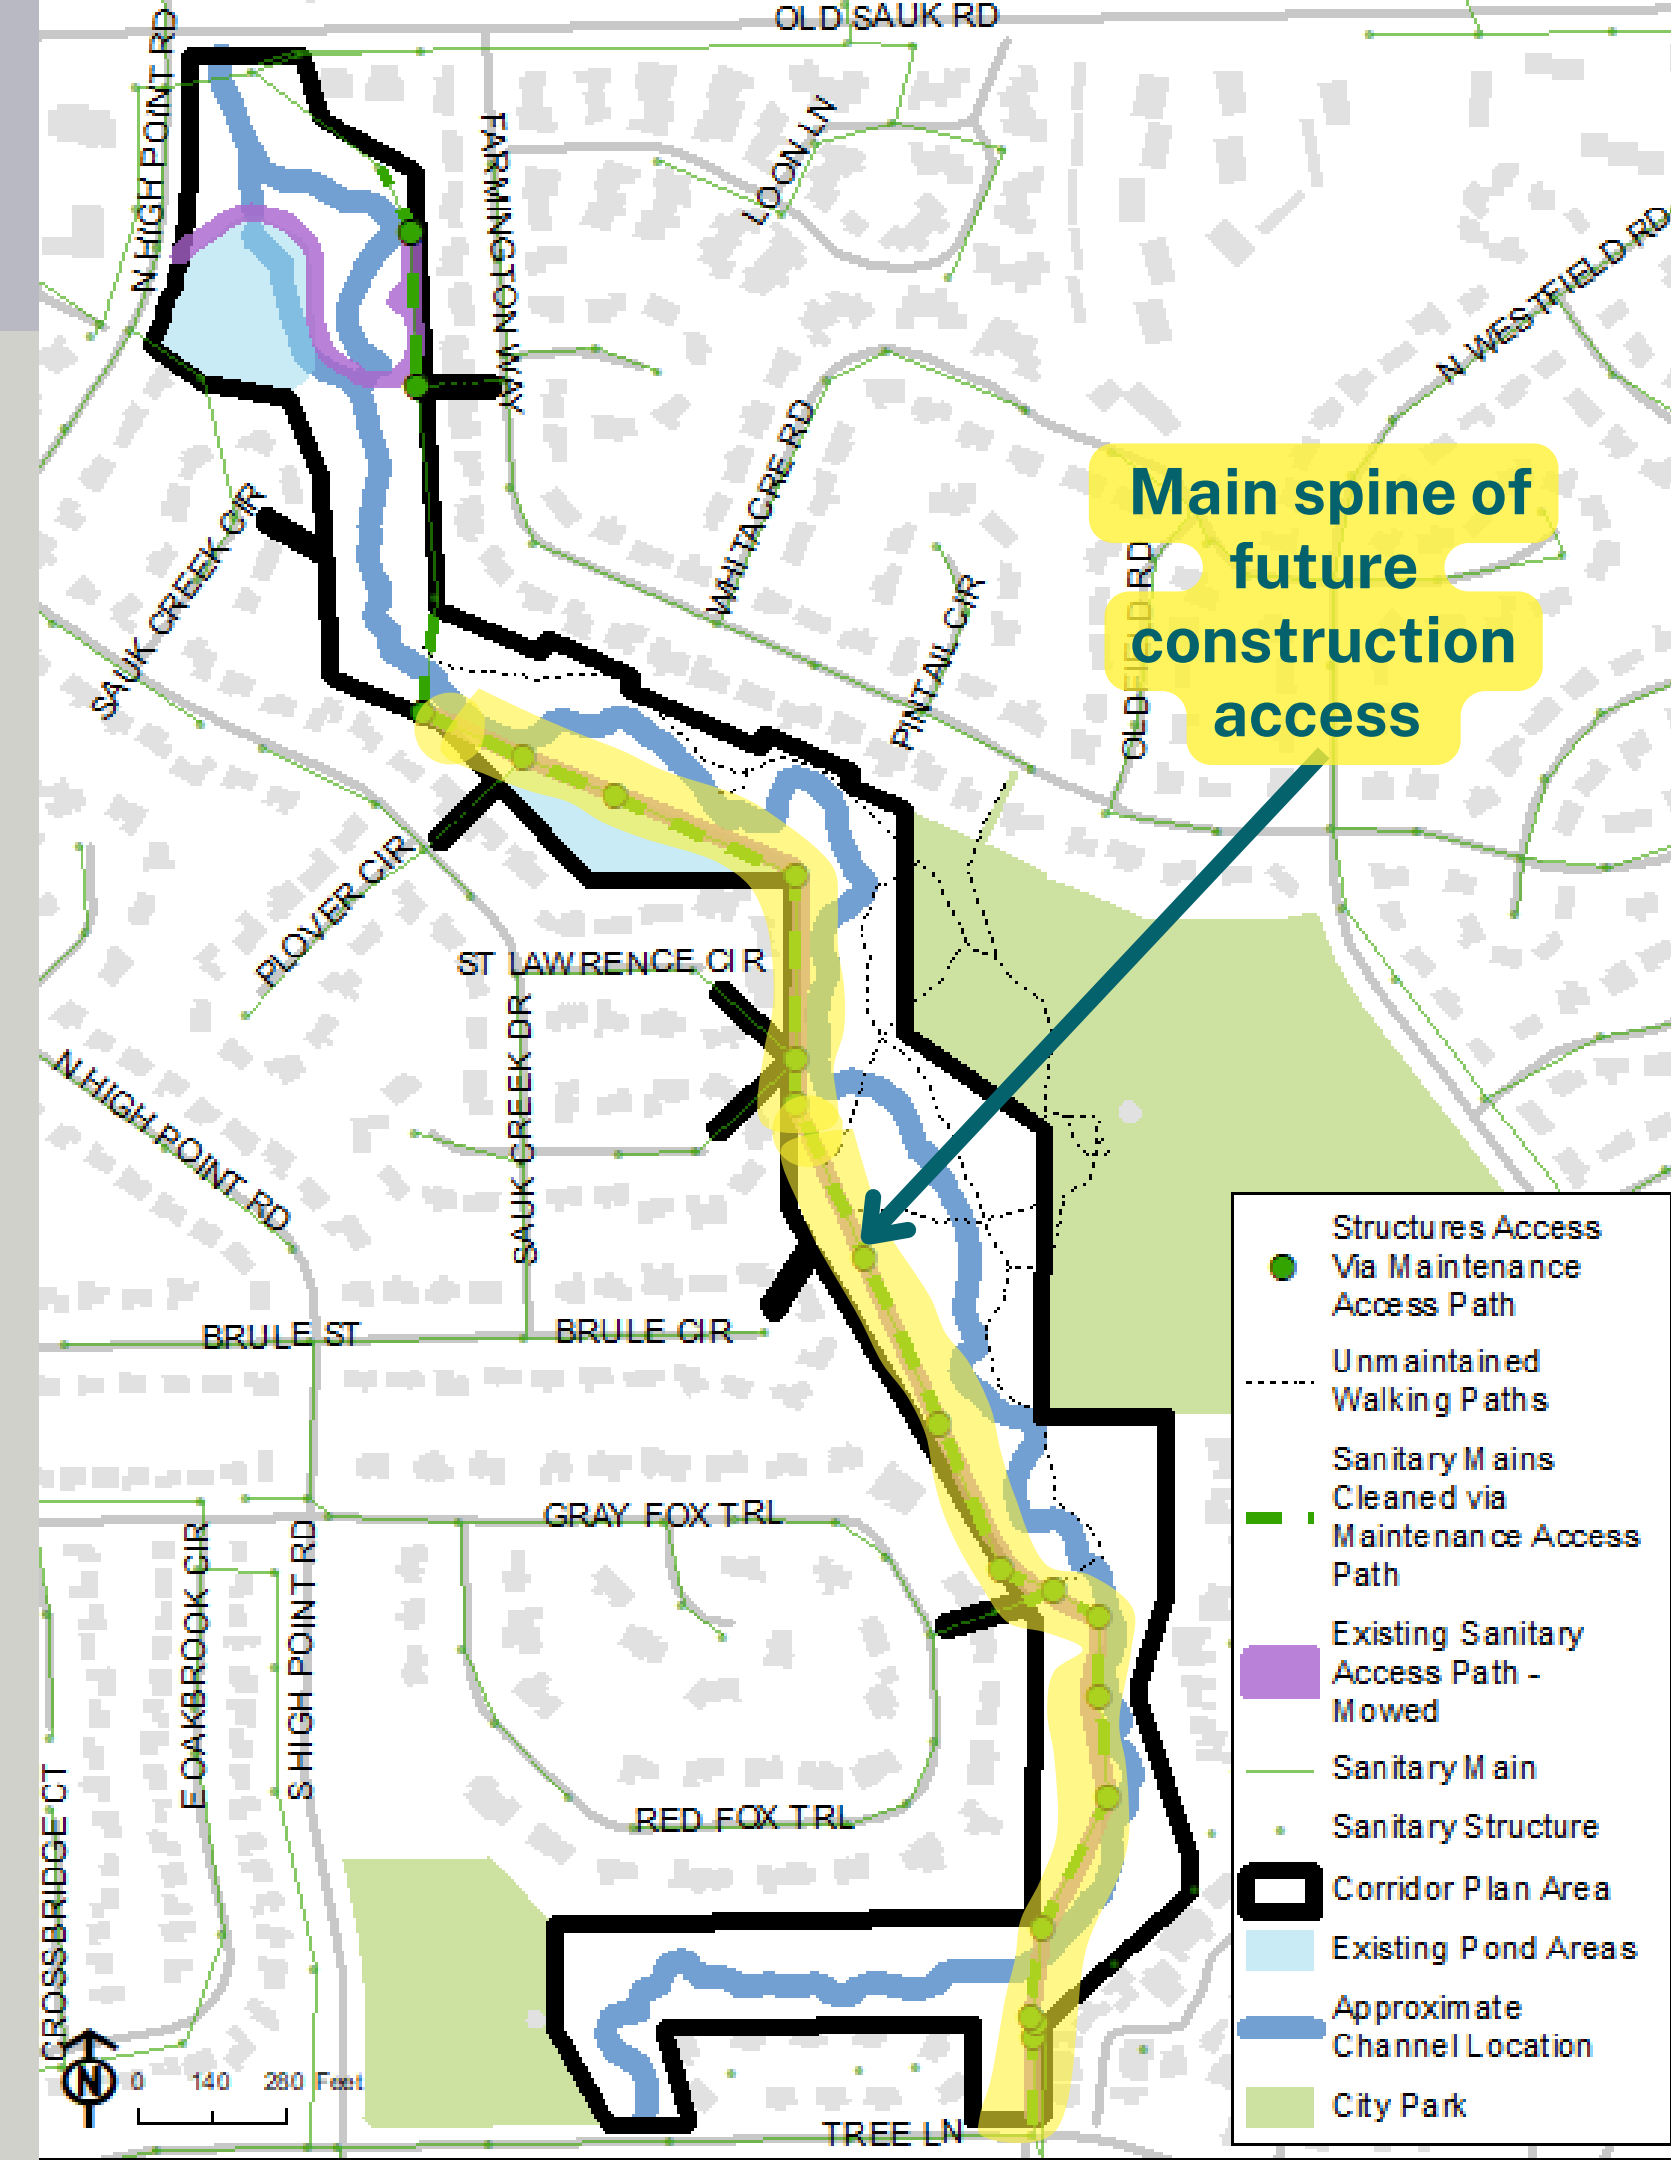 OLD SAUK RD
N HIGH POINT RD
FARMINGTON WAY
LOON LN
N WESTFIELD RD
WHILTACRE RD
Main spine of
future
construction
access
SAUK CREEK CIR
PINTAIL CIR
OLDFIELD RD
PLOVER CIR
ST LAWRENCE CIR
SAUK CREEK DR
N HIGH POINT RD
BRULE ST
BRULE CIR
GRAY FOX TRL
E OAKBROOK CIR
S HIGH POINT RD
RED FOX TRL
CROSSBRIDGE CT
TREE LN
N
0 140 280 Feet
Structures Access
Via Maintenance
Access Path
Unmaintained
Walking Paths
Sanitary Mains
Cleaned via
Maintenance Access
Path
Existing Sanitary
Access Path -
Mowed
Sanitary Main
Sanitary Structure
Corridor Plan Area
Existing Pond Areas
Approximate
Channel Location
City Park